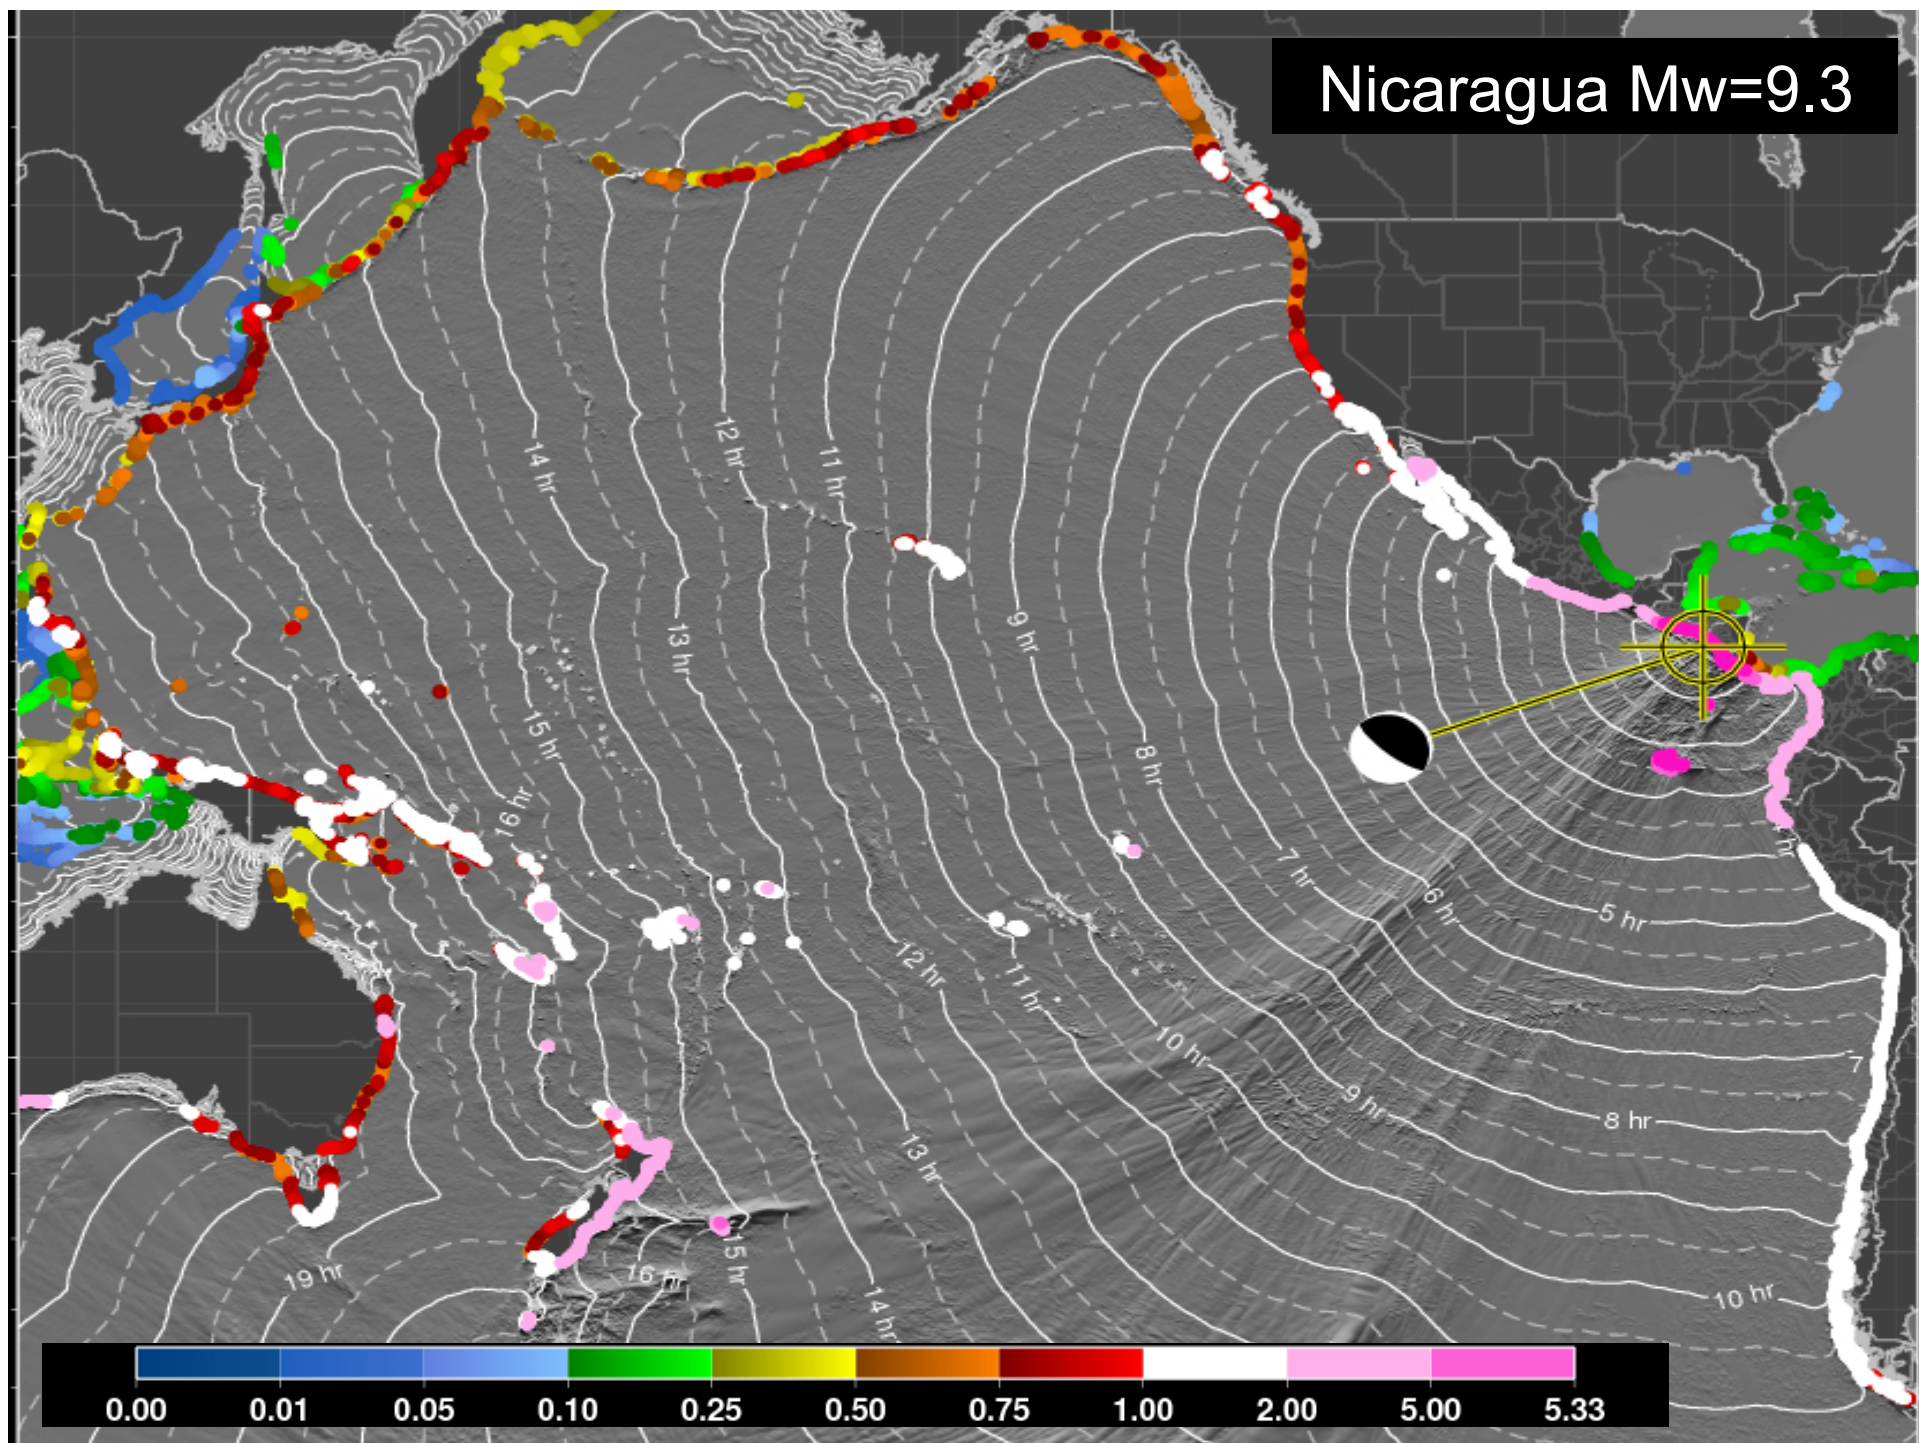 Nicaragua Mw=9.3
14 hr
12 hr
11 hr
13 hr
9 hr
15 hr
8 hr
16 hr
hr
7 hr
6 hr
5 hr
12 hr
11 hr
10 hr
7
9 hr
8 hr
13 hr
15 hr
19 hr
16 hr
14 hr
10 hr
0.00 0.01 0.05 0.10 0.25 0.50 0.75 1.00 2.00 5.00 5.33